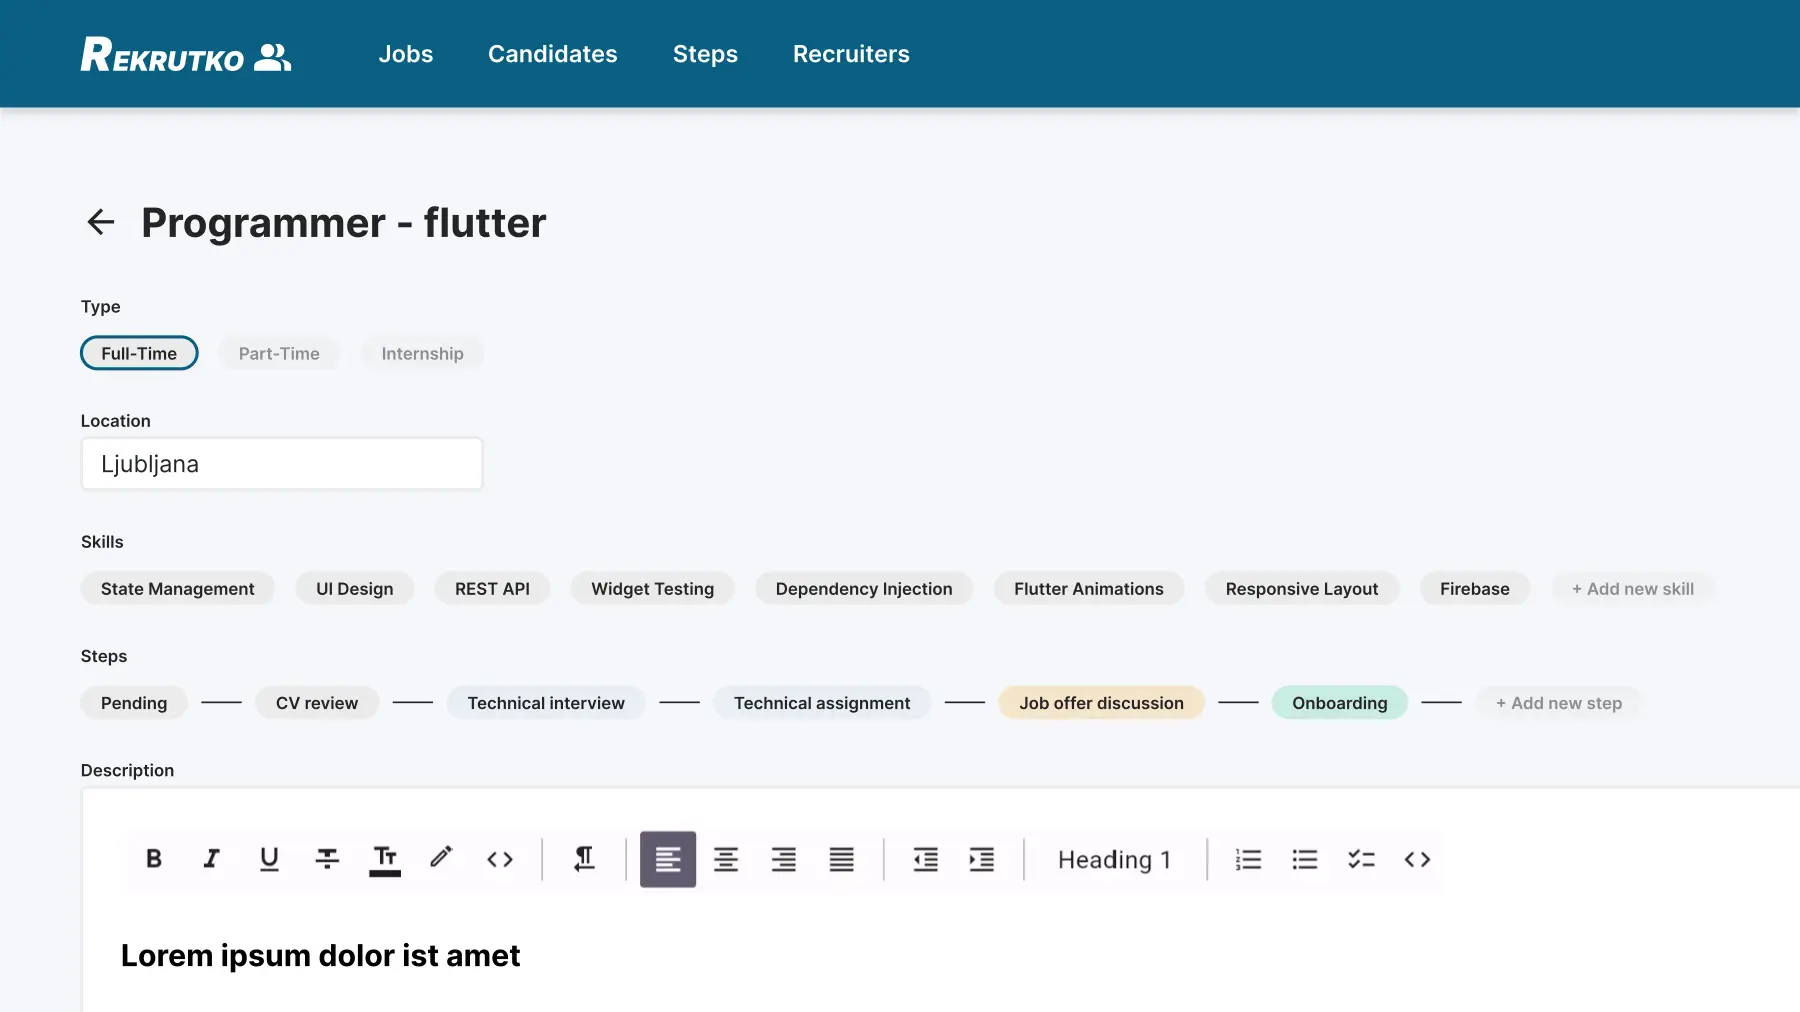 REKRUTKO Jobs Candidates Steps Recruiters
Programmer - flutter
Type
Full-Time Part-Time Internship
Location
Ljubljana
Skills
State Management UI Design REST API Widget Testing Dependency Injection Flutter Animations Responsive Layout Firebase + Add new skill
Steps
Pending CV review Technical interview Technical assignment Job offer discussion Onboarding + Add new step
Description
Heading 1
Lorem ipsum dolor ist amet